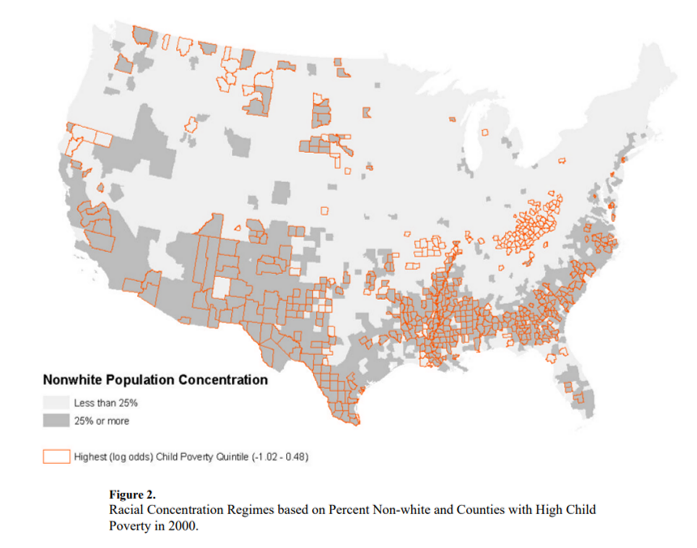 Nonwhite Population Concentration
Less than 25%
25% or more
Highest (log odds) Child Poverty Quintile (-1.02 - 0.48)
Figure 2.
Racial Concentration Regimes based on Percent Non-white and Counties with High Child
Poverty in 2000.